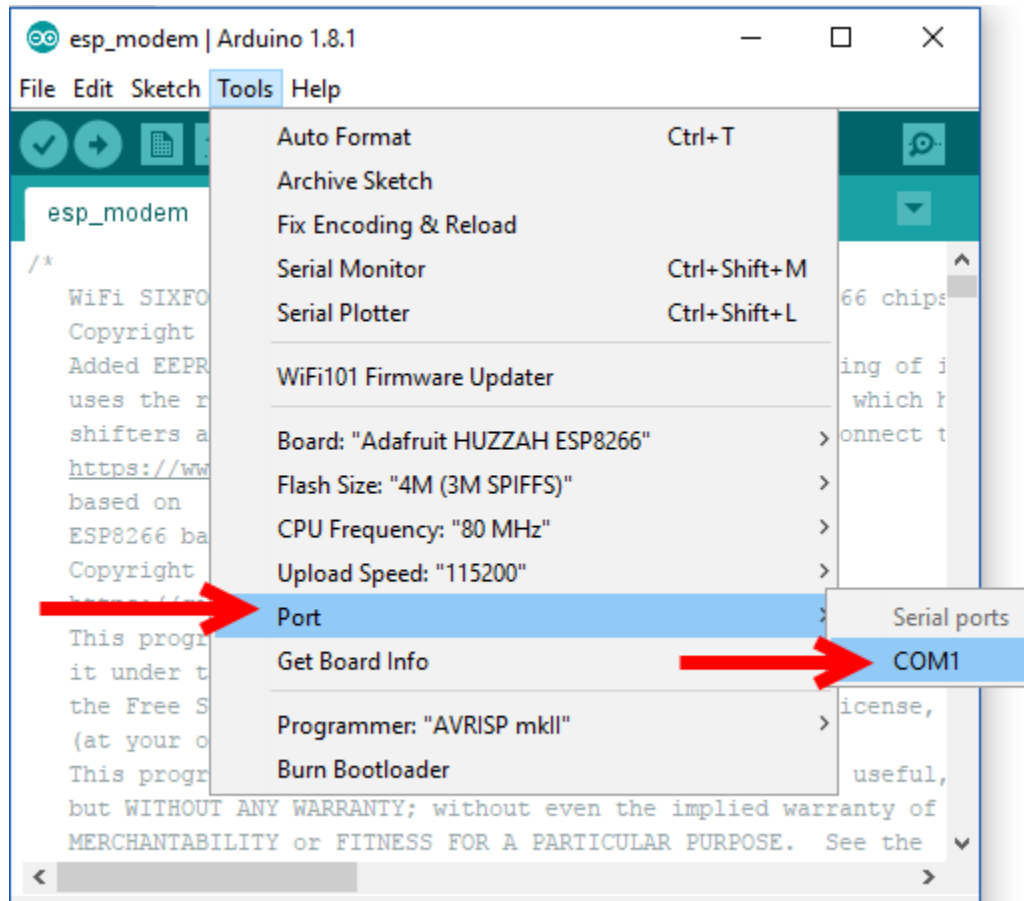 esp_modem | Arduino 1.8.1
File Edit Sketch Tools Help
Auto Format Ctrl+T
Archive Sketch
esp_modem
Fix Encoding & Reload
/*
Serial Monitor Ctrl+Shift+M
WiFi SIXFO 66 chips
Serial Plotter Ctrl+Shift+L
Copyright
Added EEPR ing of i
WiFi101 Firmware Updater
uses the r which h
shifters a onnect t
Board: "Adafruit HUZZAH ESP8266"
https://ww
Flash Size: "4M (3M SPIFFS)"
based on
CPU Frequency: "80 MHz"
ESP8266 ba
Copyright
Upload Speed: "115200"
Port
Serial ports
This progr
Get Board Info
COM1
it under t
the Free S icense,
Programmer: "AVRISP mkII"
(at your o
Burn Bootloader
This progr useful,
but WITHOUT ANY WARRANTY; without even the implied warranty of
MERCHANTABILITY or FITNESS FOR A PARTICULAR PURPOSE. See the